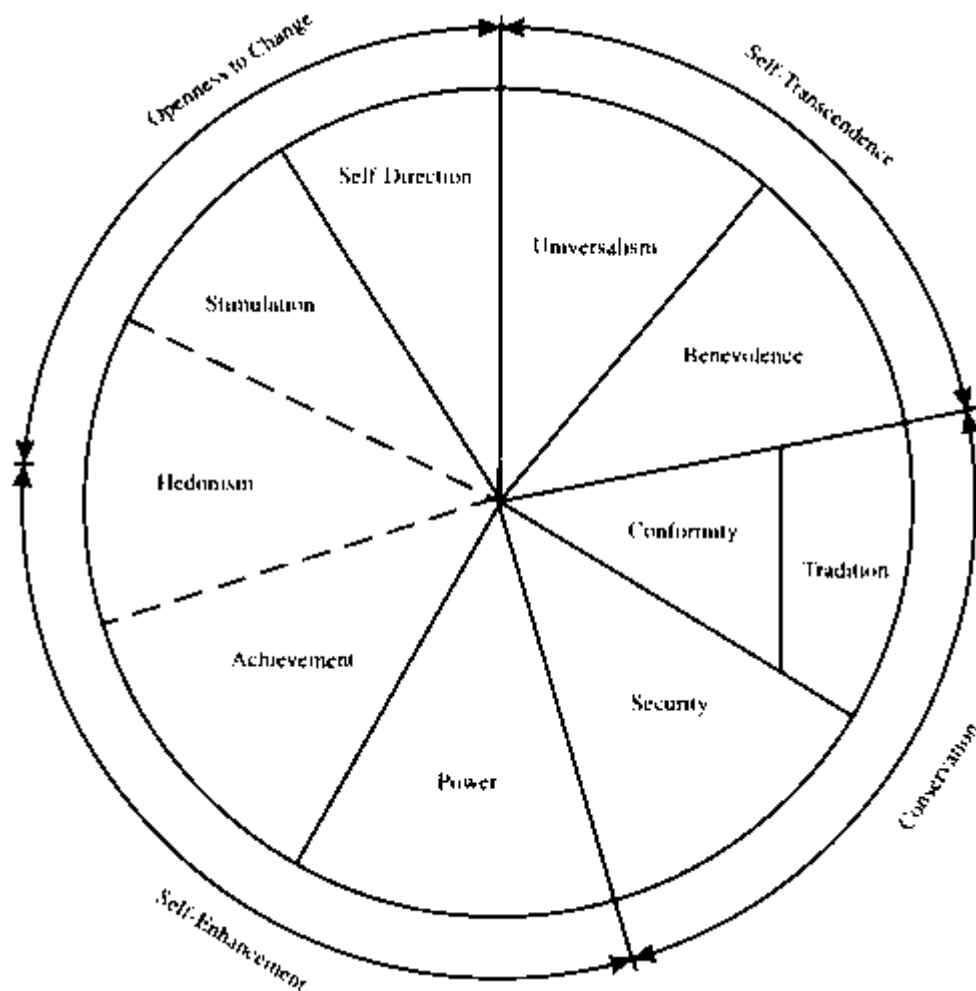 Openness to Change
Self-Transcendence
Self-Direction
Universalism
Stimulation
Benevolence
Hedonism
Conformity
Tradition
Achievement
Security
Power
Conservation
Self-Enhancement